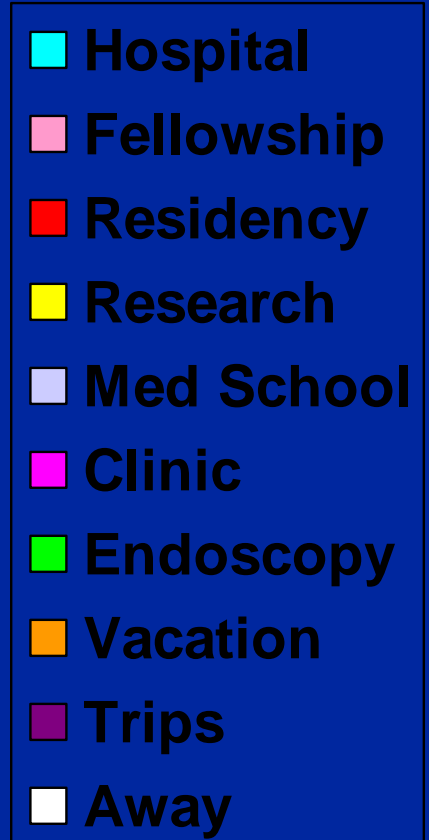 Hospital
Fellowship
Residency
Research
Med School
Clinic
Endoscopy
Vacation
Trips
Away